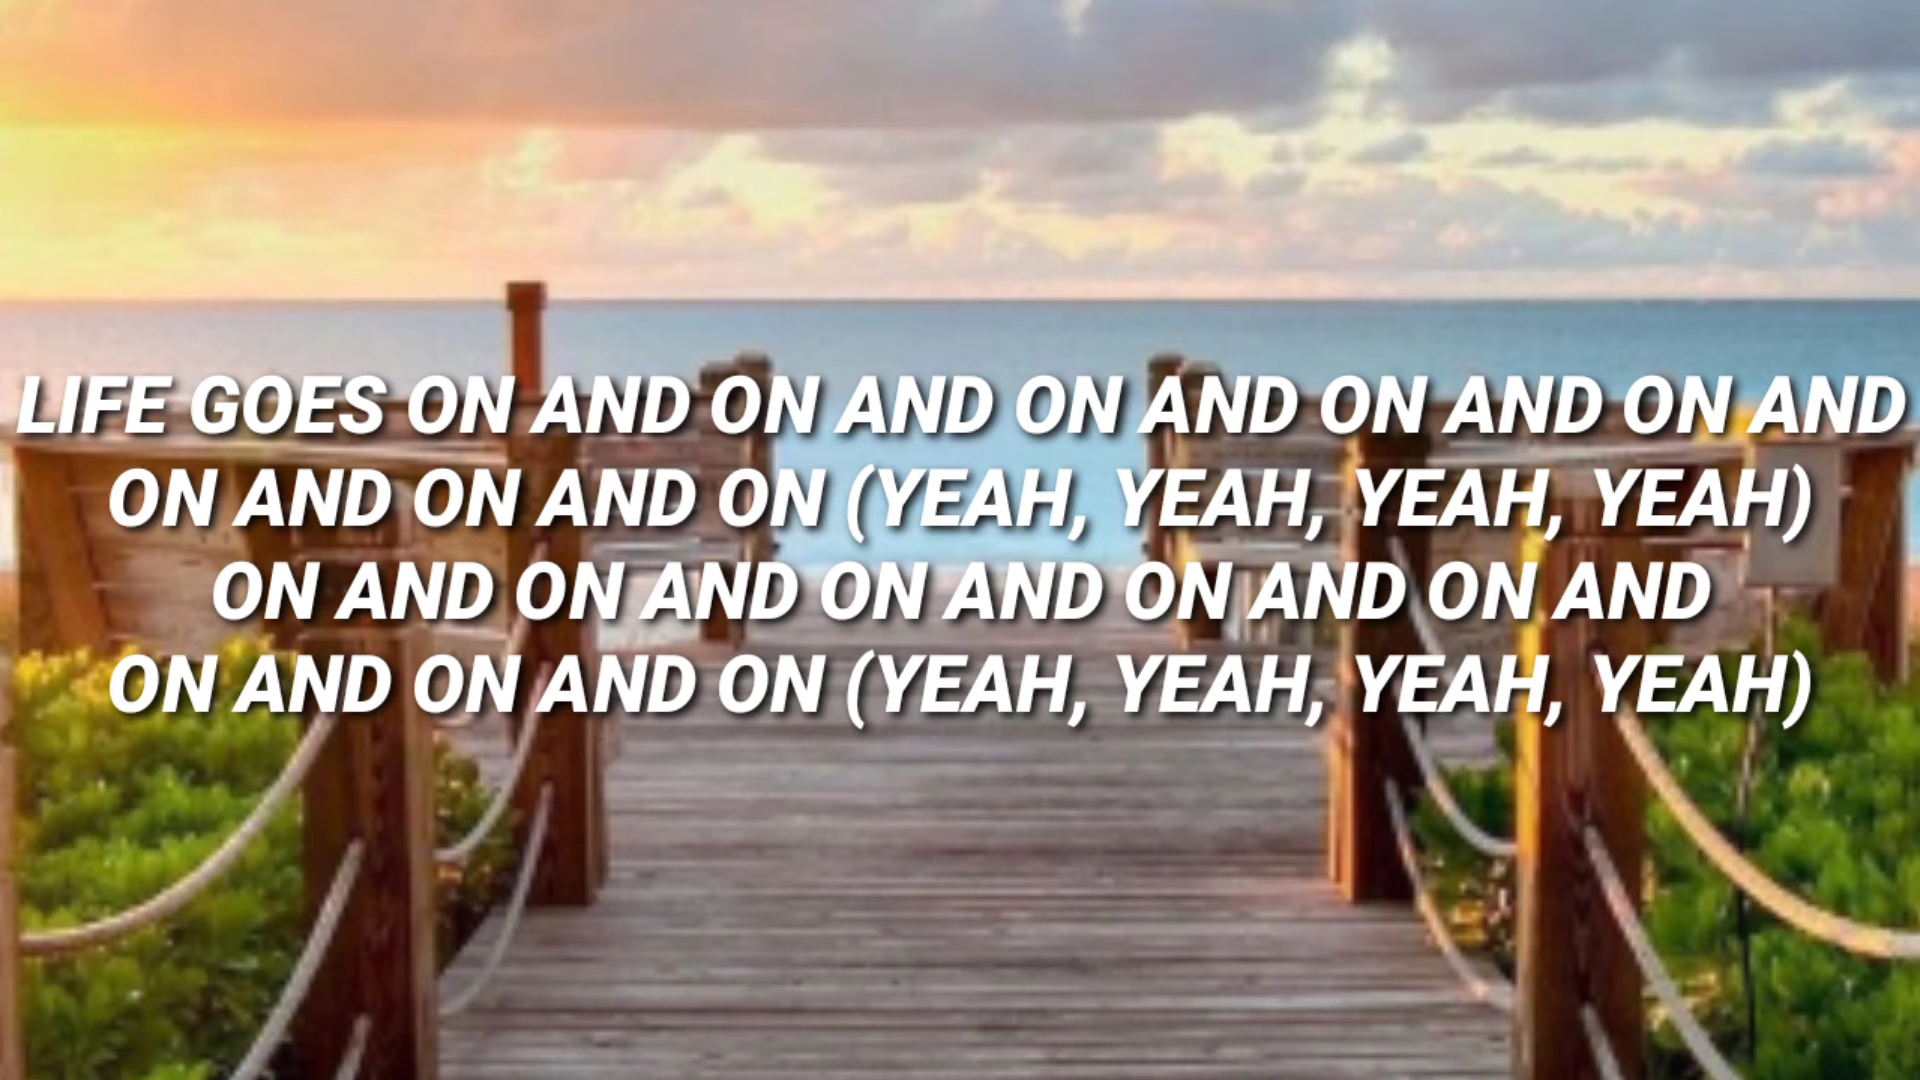 LIFE GOES ON AND ON AND ON AND ON AND ON AND
ON AND ON AND ON (YEAH, YEAH, YEAH, YEAH)
ON AND ON AND ON AND ON AND ON AND
ON AND ON AND ON (YEAH, YEAH, YEAH, YEAH)